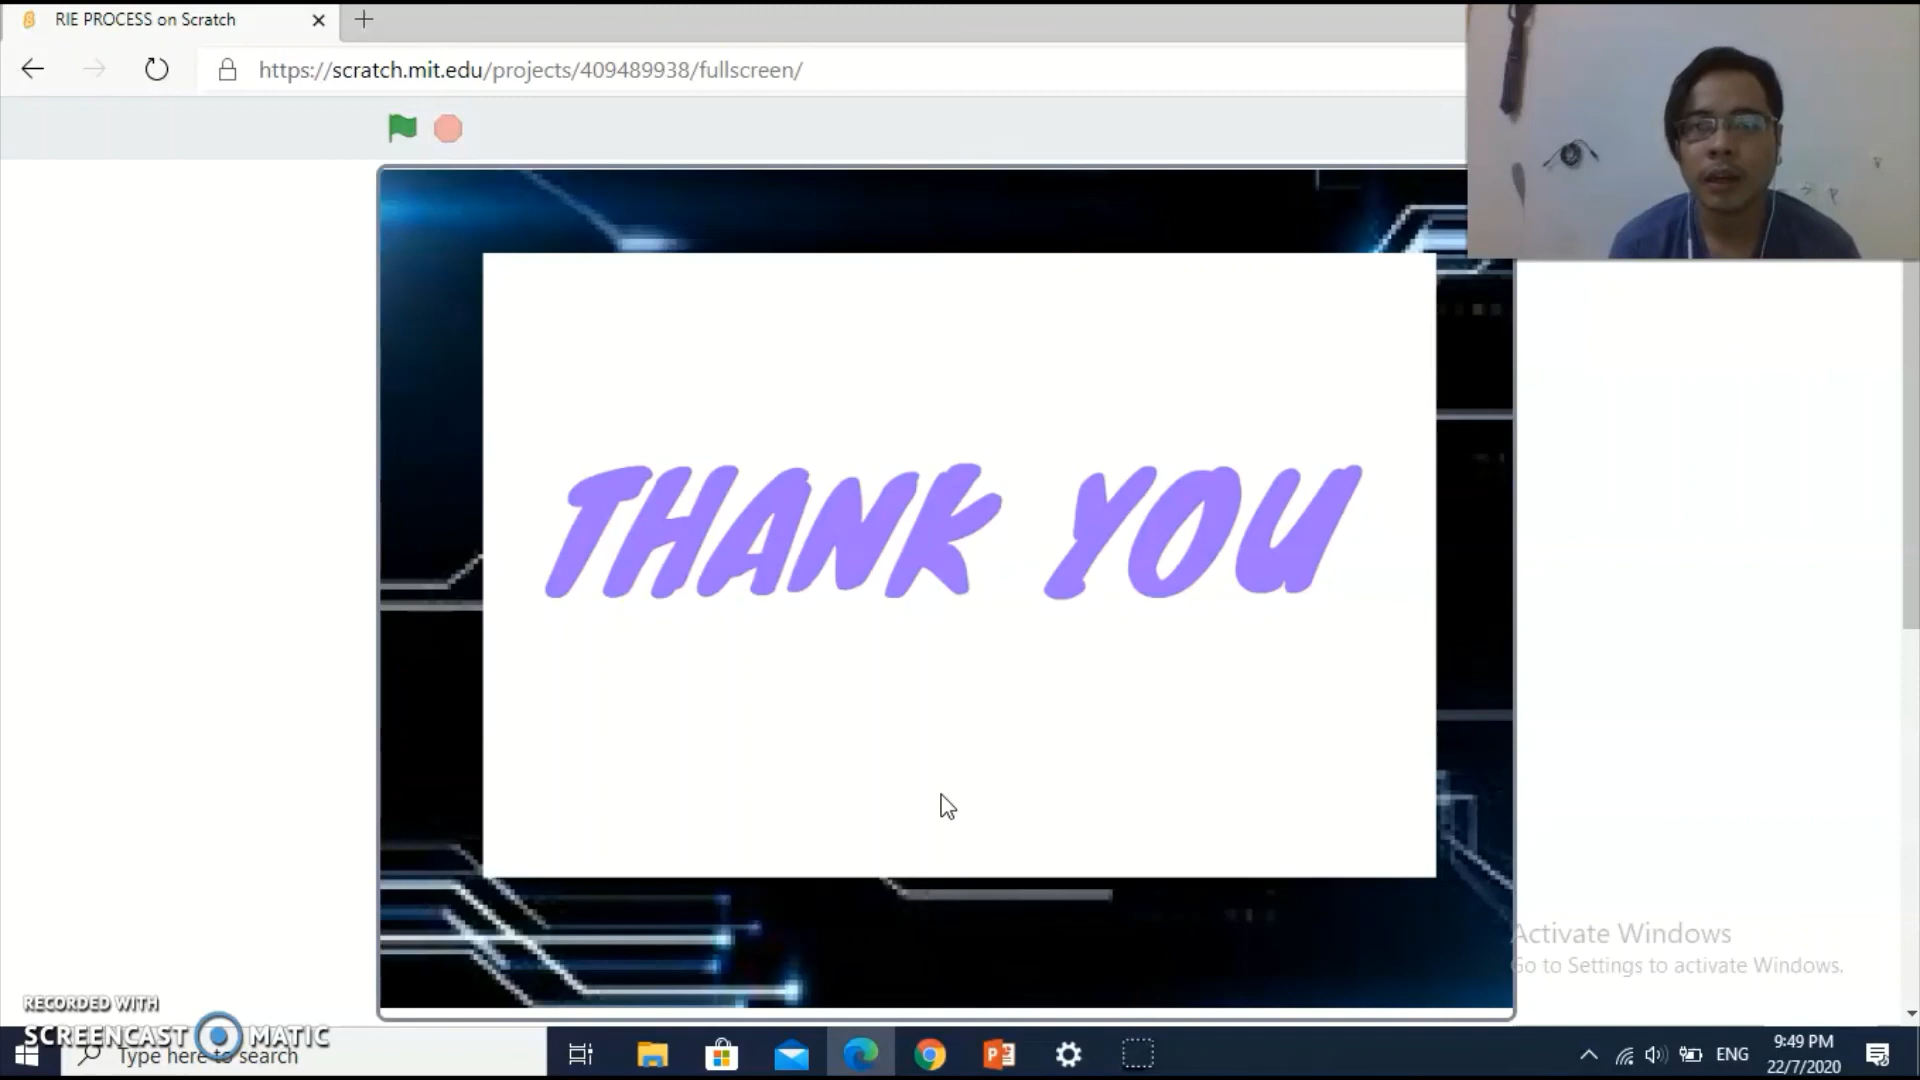 RIE PROCESS on Scratch
https://scratch.mit.edu/projects/409489938/fullscreen/
THANK YOU
Activate Windows
Go to Settings to activate Windows.
RECORDED WITH
SCREENCAST MATIC
Type here to search
ENG
9:49 PM
22/7/2020